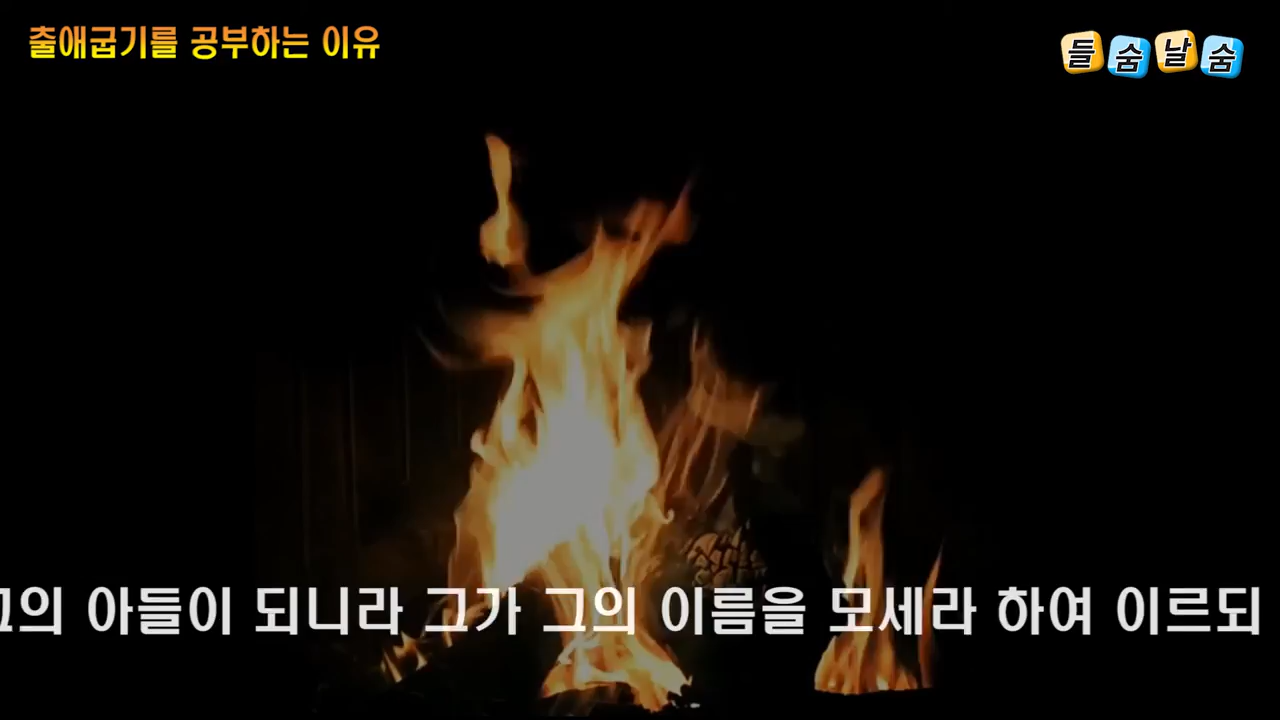 출애굽기를 공부하는 이유
들숨날숨
그의 아들이 되니라 그가 그의 이름을 모세라 하여 이르되